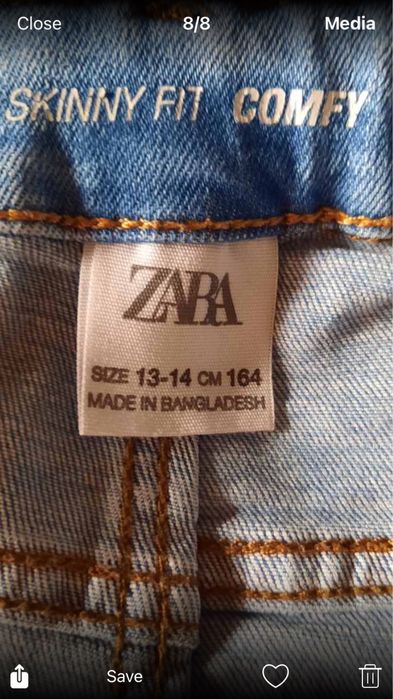 Close 8/8 Media
SKINNY FIT COMFY
ZARA
SIZE 13-14 CM 164
MADE IN BANGLADESH
Save